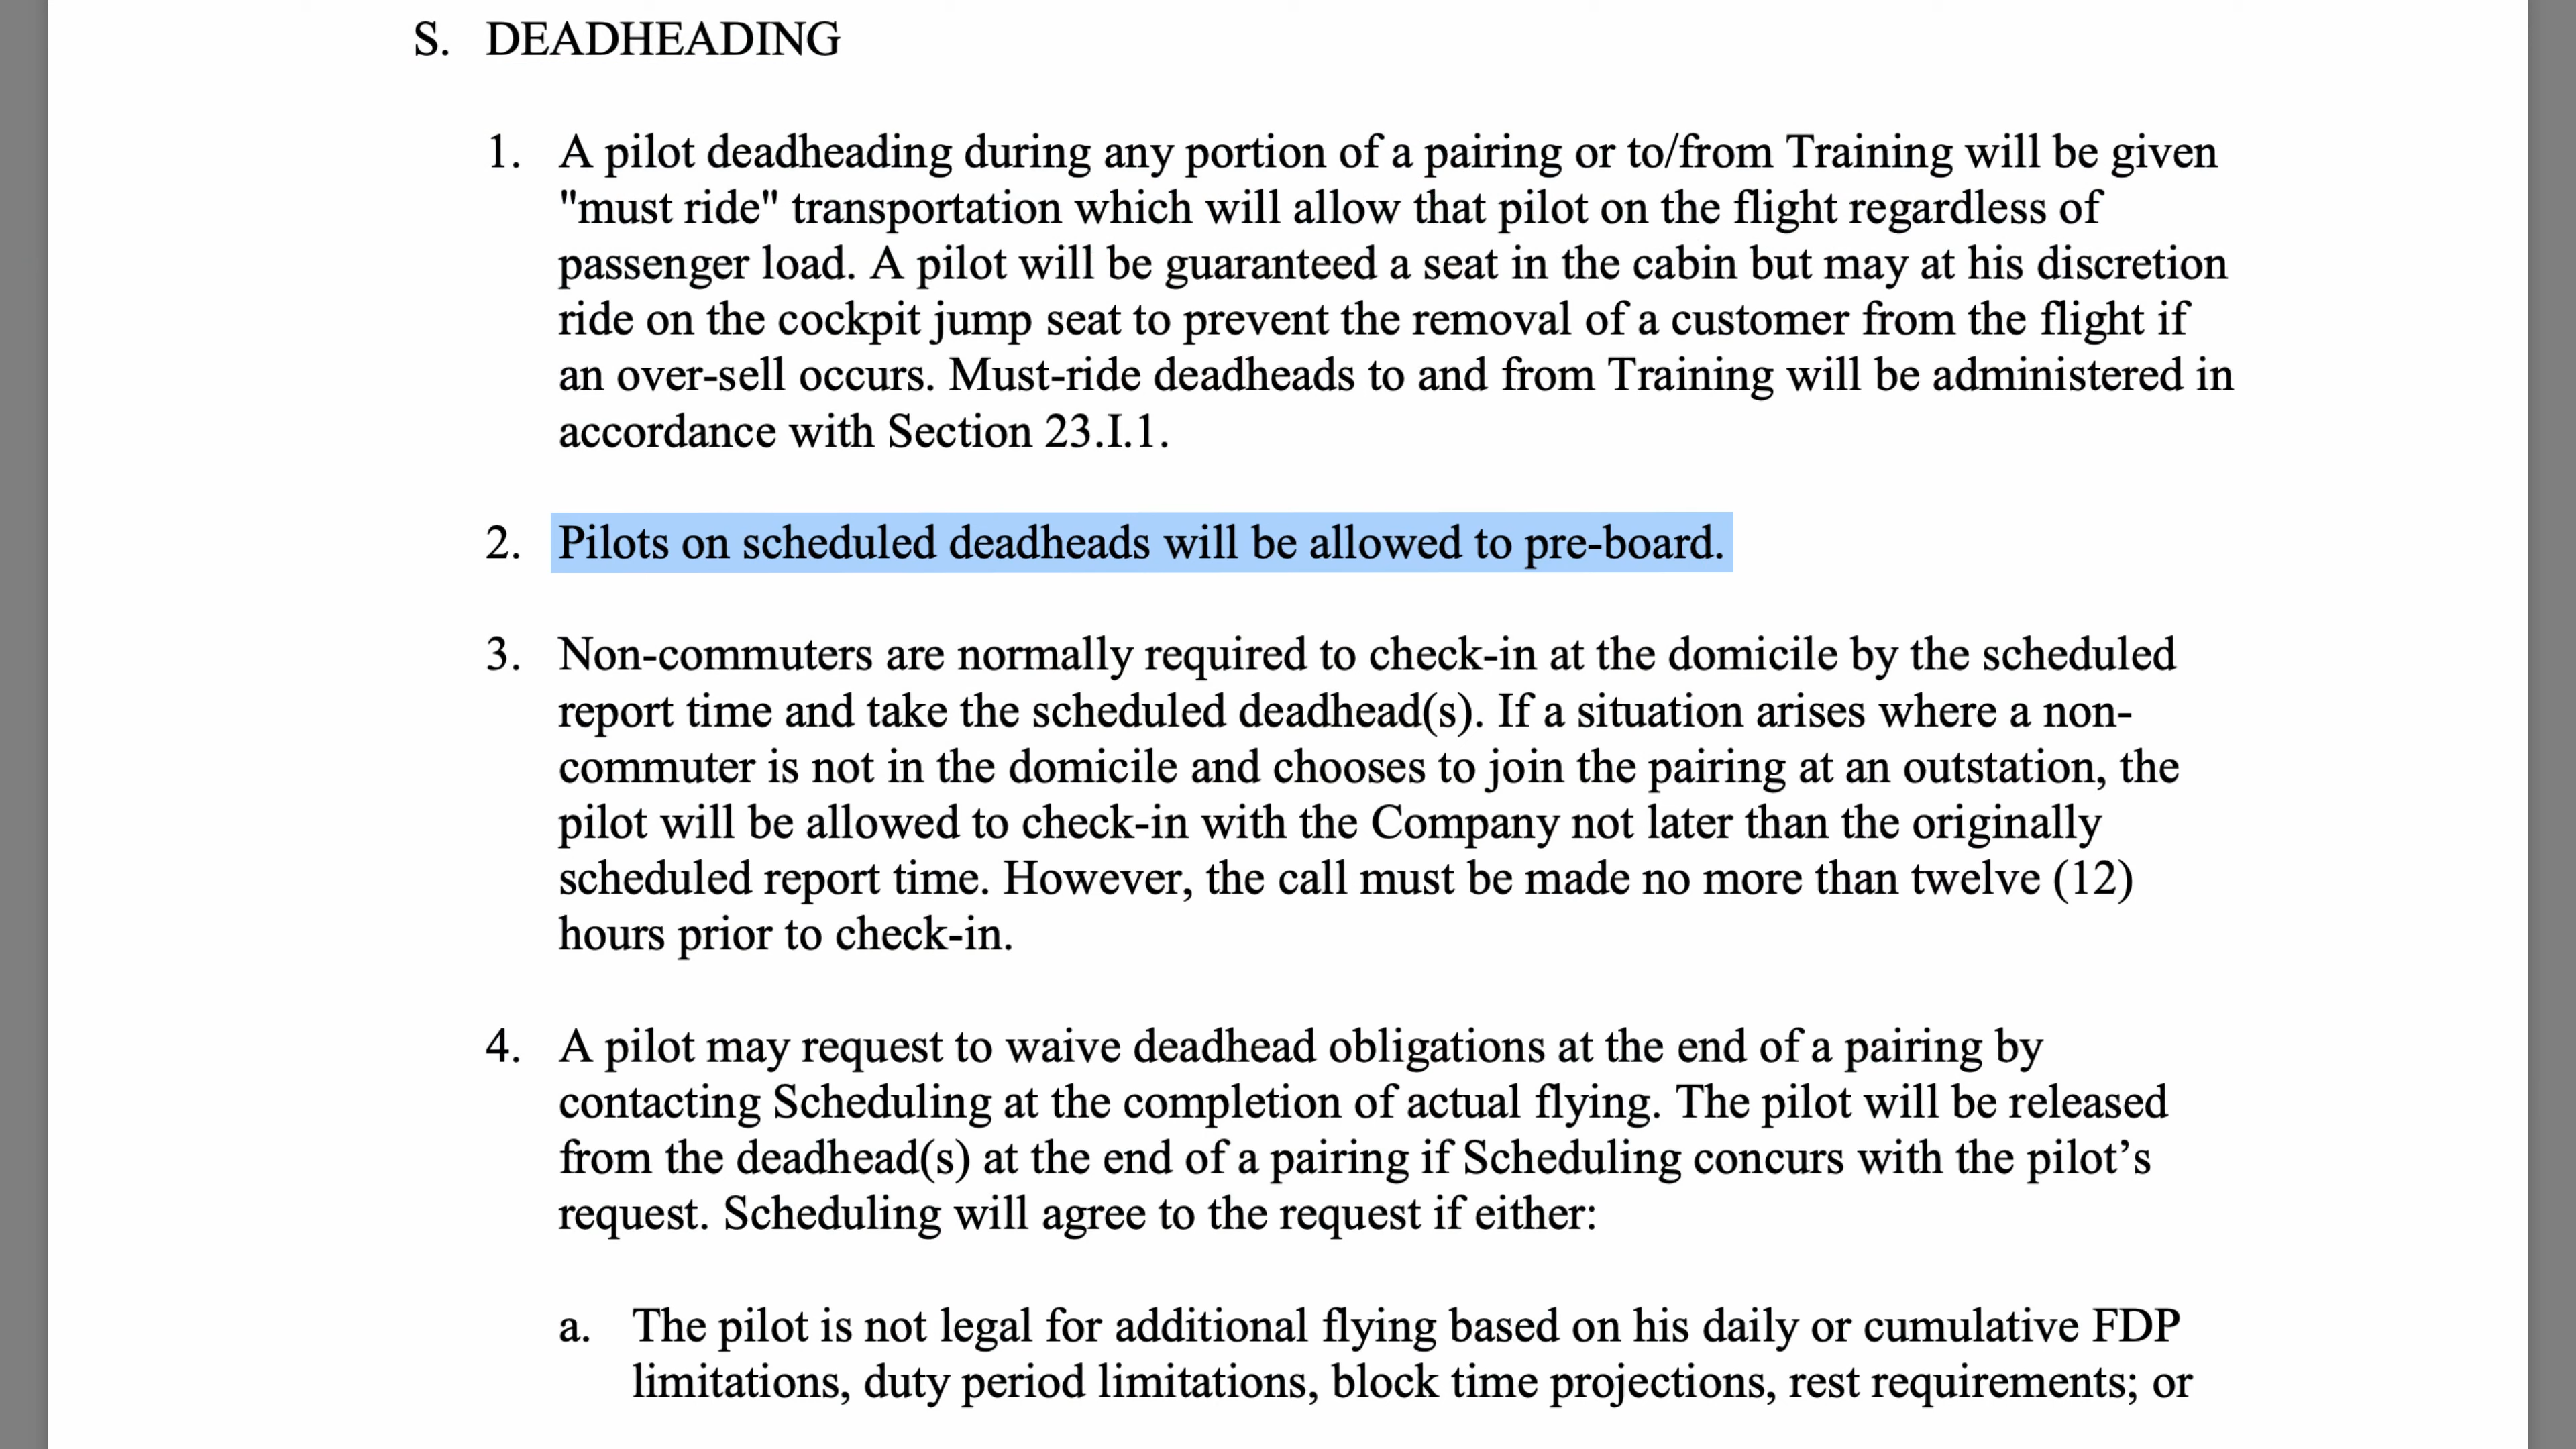 S. DEADHEADING
1. A pilot deadheading during any portion of a pairing or to/from Training will be given
"must ride" transportation which will allow that pilot on the flight regardless of
passenger load. A pilot will be guaranteed a seat in the cabin but may at his discretion
ride on the cockpit jump seat to prevent the removal of a customer from the flight if
an over-sell occurs. Must-ride deadheads to and from Training will be administered in
accordance with Section 23.I.1.
2. Pilots on scheduled deadheads will be allowed to pre-board.
3. Non-commuters are normally required to check-in at the domicile by the scheduled
report time and take the scheduled deadhead(s). If a situation arises where a non-
commuter is not in the domicile and chooses to join the pairing at an outstation, the
pilot will be allowed to check-in with the Company not later than the originally
scheduled report time. However, the call must be made no more than twelve (12)
hours prior to check-in.
4. A pilot may request to waive deadhead obligations at the end of a pairing by
contacting Scheduling at the completion of actual flying. The pilot will be released
from the deadhead(s) at the end of a pairing if Scheduling concurs with the pilot’s
request. Scheduling will agree to the request if either:
a. The pilot is not legal for additional flying based on his daily or cumulative FDP
limitations, duty period limitations, block time projections, rest requirements; or